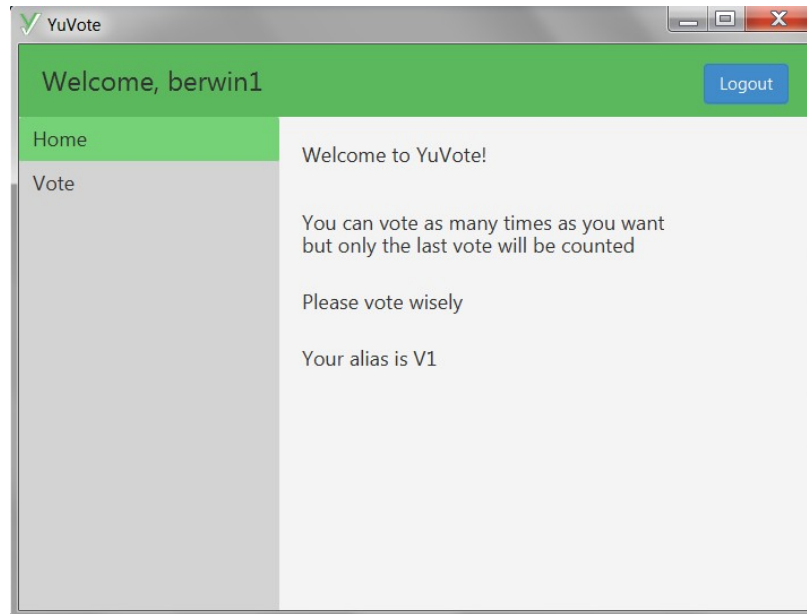 YuVote
Welcome, berwin1
Logout
Home
Vote
Welcome to YuVote!
You can vote as many times as you want
but only the last vote will be counted
Please vote wisely
Your alias is V1